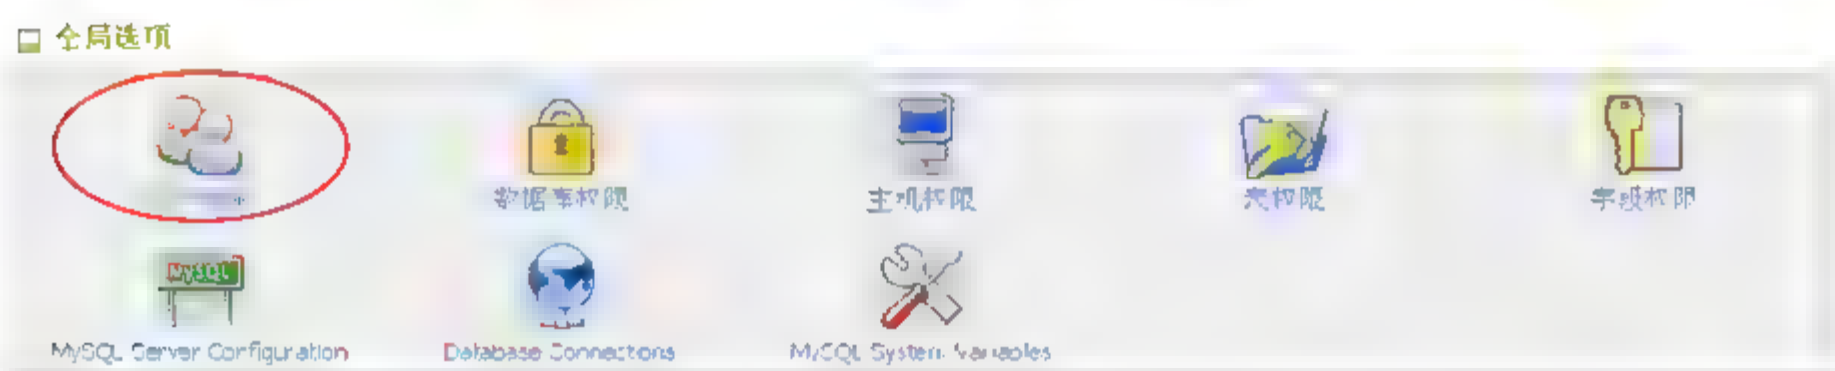 全局选项
数据库权限 主机权限 表权限 字段权限
MySQL
MySQL Server Configuration Database Connections MySQL System Variables